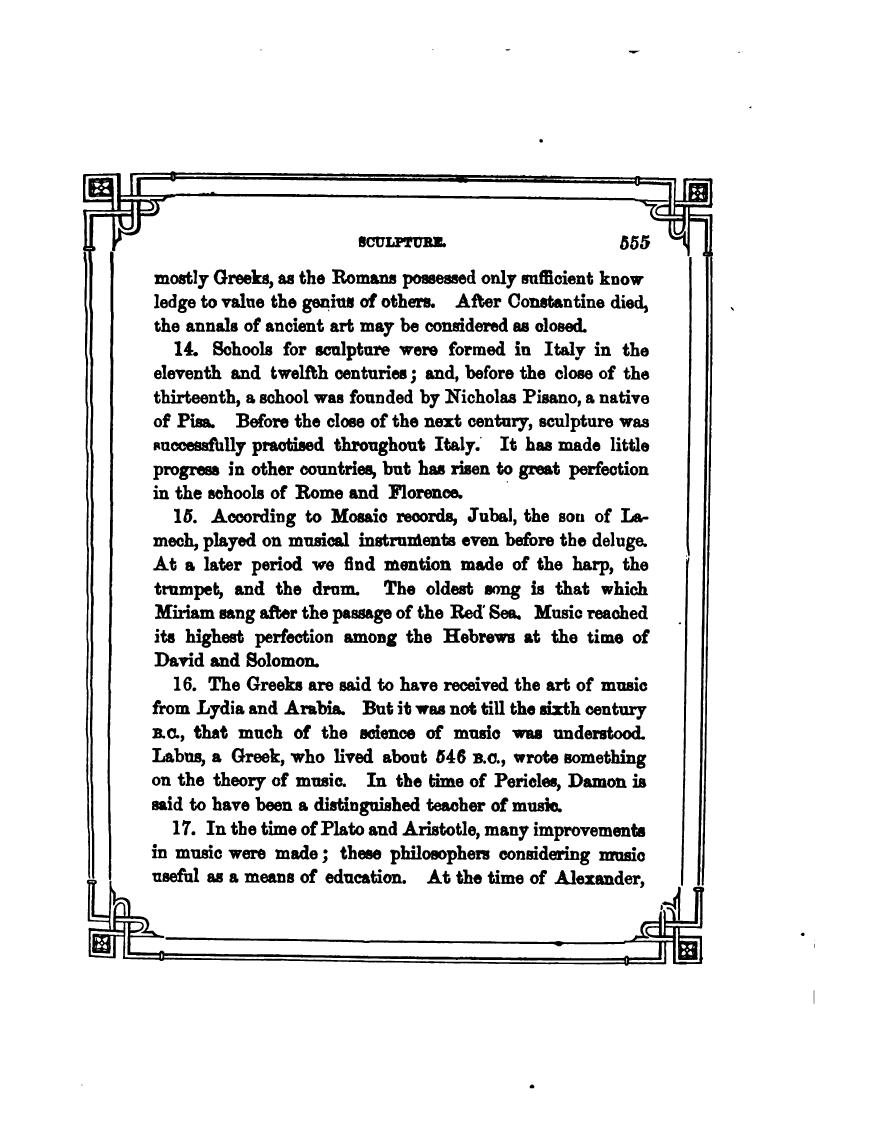 SCULPTURE. 555
mostly Greeks, as the Romans possessed only sufficient know
ledge to value the genius of others. After Constantine died,
the annals of ancient art may be considered as closed.
14. Schools for sculpture were formed in Italy in the
eleventh and twelfth centuries; and, before the close of the
thirteenth, a school was founded by Nicholas Pisano, a native
of Pisa. Before the close of the next century, sculpture was
successfully practised throughout Italy. It has made little
progress in other countries, but has risen to great perfection
in the schools of Rome and Florence.
15. According to Mosaic records, Jubal, the son of La-
mech, played on musical instruments even before the deluge.
At a later period we find mention made of the harp, the
trumpet, and the drum. The oldest song is that which
Miriam sang after the passage of the Red Sea. Music reached
its highest perfection among the Hebrews at the time of
David and Solomon.
16. The Greeks are said to have received the art of music
from Lydia and Arabia. But it was not till the sixth century
B.C., that much of the science of music was understood.
Labus, a Greek, who lived about 546 B.C., wrote something
on the theory of music. In the time of Pericles, Damon is
said to have been a distinguished teacher of music.
17. In the time of Plato and Aristotle, many improvements
in music were made; these philosophers considering music
useful as a means of education. At the time of Alexander,